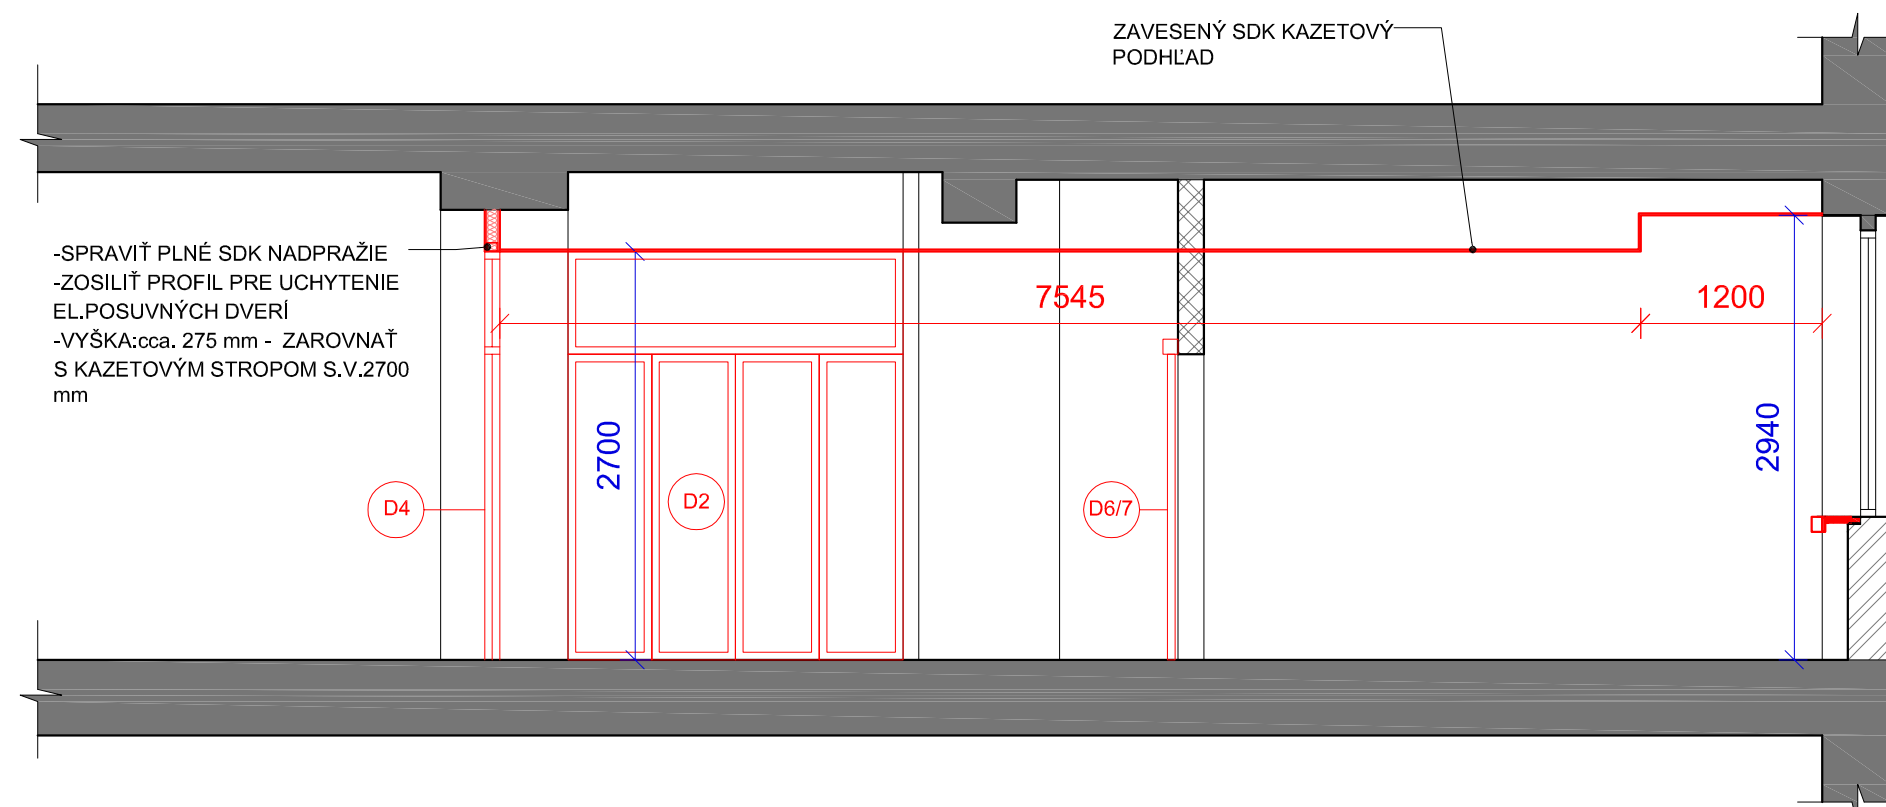 ZAVESENÝ SDK KAZETOVÝ
PODHĽAD
-SPRAVIŤ PLNÉ SDK NADPRAŽIE
-ZOSILIŤ PROFIL PRE UCHYTENIE
EL.POSUVNÝCH DVERÍ
-VYŠKA:cca. 275 mm - ZAROVNAŤ
S KAZETOVÝM STROPOM S.V.2700
mm
7545
1200
2700
2940
D4
D2
D6/7